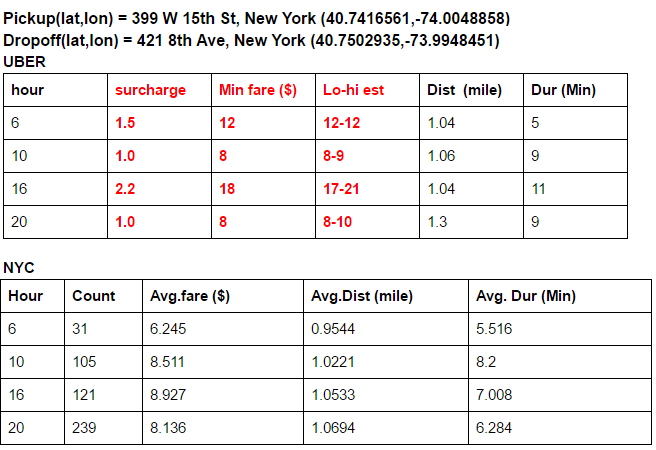 Pickup(lat,lon) = 399 W 15th St, New York (40.7416561,-74.0048858)
Dropoff(lat,lon) = 421 8th Ave, New York (40.7502935,-73.9948451)
UBER
hour surcharge Min fare ($) Lo-hi est Dist (mile) Dur (Min)
6 1.5 12 12-12 1.04 5
10 1.0 8 8-9 1.06 9
16 2.2 18 17-21 1.04 11
20 1.0 8 8-10 1.3 9
NYC
Hour Count Avg.fare ($) Avg.Dist (mile) Avg. Dur (Min)
6 31 6.245 0.9544 5.516
10 105 8.511 1.0221 8.2
16 121 8.927 1.0533 7.008
20 239 8.136 1.0694 6.284